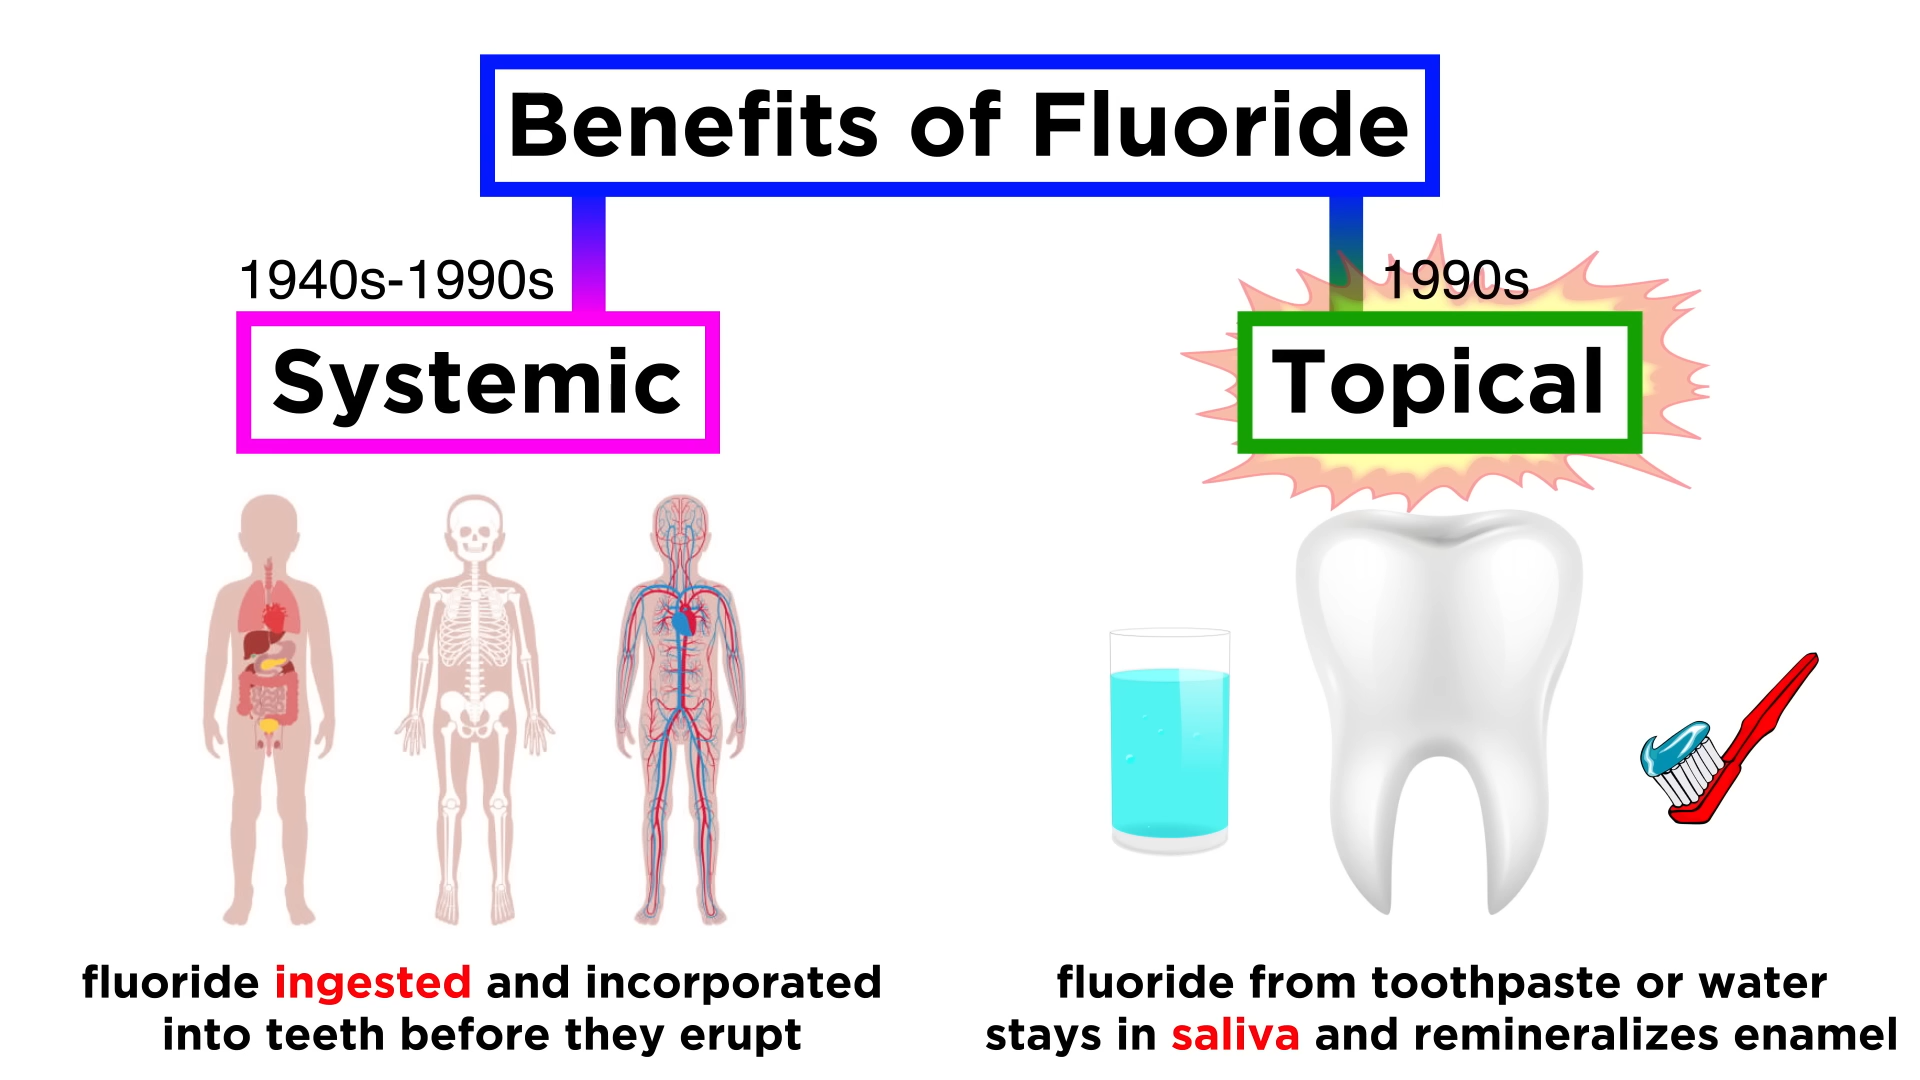 Benefits of Fluoride
1940s-1990s
Systemic
fluoride ingested and incorporated
into teeth before they erupt
1990s
Topical
fluoride from toothpaste or water
stays in saliva and remineralizes enamel